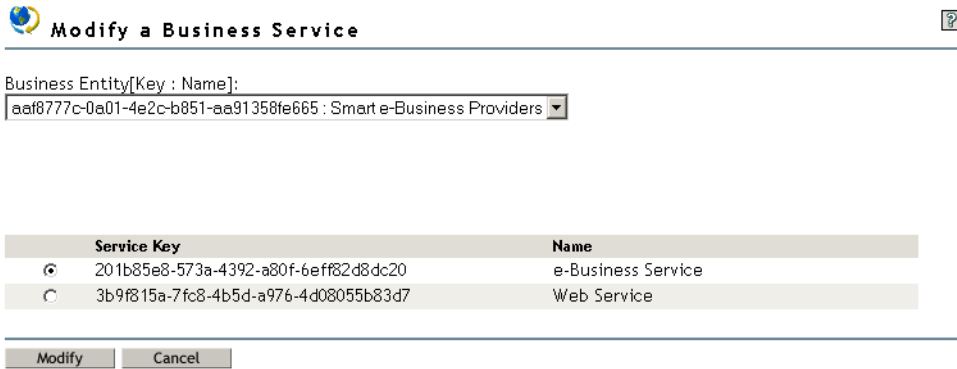 Modify a Business Service
?
Business Entity[Key : Name]:
aaf8777c-0a01-4e2c-b851-aa91358fe665 : Smart e-Business Providers
Service Key Name
201b85e8-573a-4392-a80f-6eff82d8dc20 e-Business Service
3b9f815a-7fc8-4b5d-a976-4d08055b83d7 Web Service
Modify Cancel